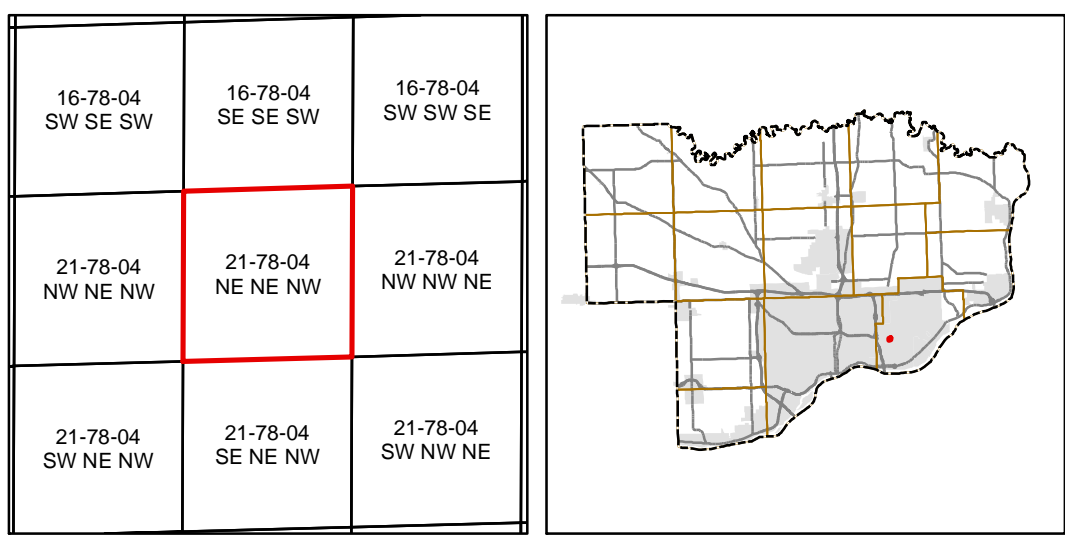 16-78-04
SW SE SW
16-78-04
SE SE SW
16-78-04
SW SW SE
21-78-04
NW NE NW
21-78-04
NE NE NW
21-78-04
NW NW NE
21-78-04
SW NE NW
21-78-04
SE NE NW
21-78-04
SW NW NE